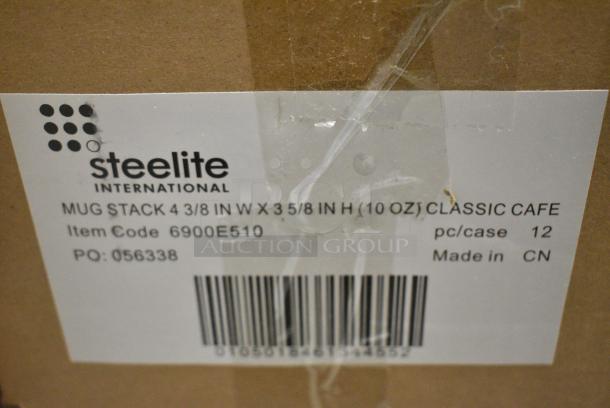 steelite
INTERNATIONAL
MUG STACK 4 3/8 IN W X 3 5/8 IN H (10 OZ) CLASSIC CAFE
Item Code 6900E510 pc/case 12
AUCTION GROUP
PO: 056338 Made in CN